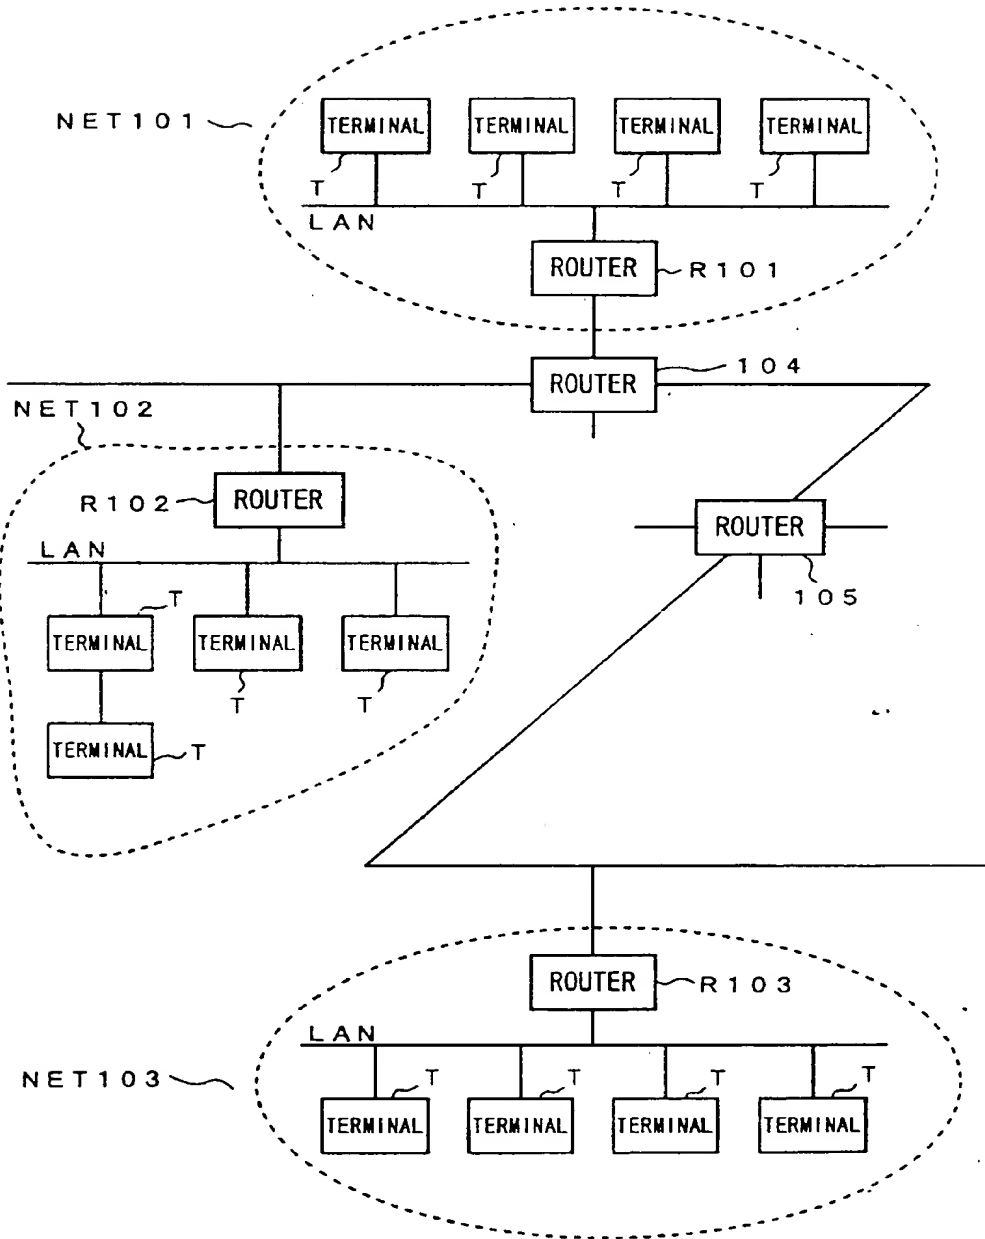 NET101
TERMINAL TERMINAL TERMINAL TERMINAL
T T T T
LAN
ROUTER R101
ROUTER 104
NET102
R102 ROUTER
ROUTER
105
LAN
T
TERMINAL TERMINAL TERMINAL
T T
TERMINAL T
ROUTER R103
LAN
NET103
T T T T
TERMINAL TERMINAL TERMINAL TERMINAL